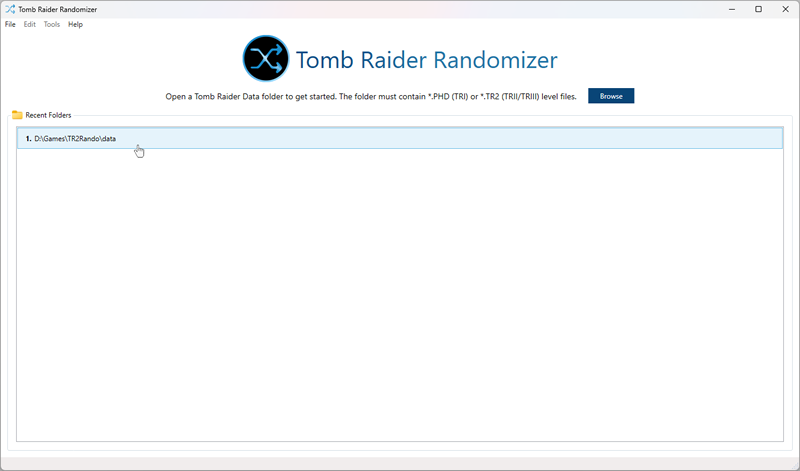 Tomb Raider Randomizer
File Edit Tools Help
Tomb Raider Randomizer
Open a Tomb Raider Data folder to get started. The folder must contain *.PHD (TRI) or *.TR2 (TRII/TRIII) level files. Browse
Recent Folders
1. D:\Games\TR2Rando\data